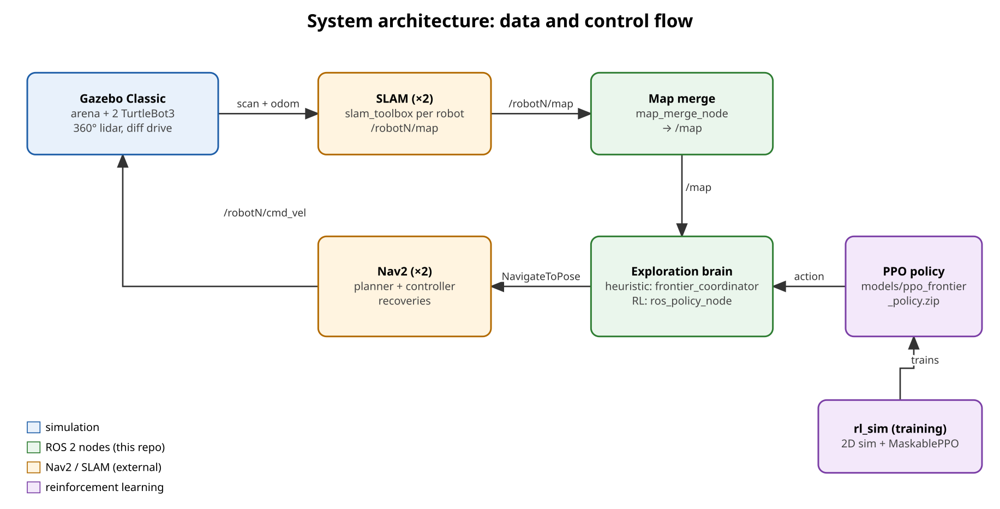 System architecture: data and control flow
Gazebo Classic
arena + 2 TurtleBot3
360° lidar, diff drive
scan + odom
SLAM (×2)
slam_toolbox per robot
/robotN/map
/robotN/map
Map merge
map_merge_node
→ /map
/map
/robotN/cmd_vel
Nav2 (×2)
planner + controller
recoveries
NavigateToPose
Exploration brain
heuristic: frontier_coordinator
RL: ros_policy_node
action
PPO policy
models/ppo_frontier
_policy.zip
trains
rl_sim (training)
2D sim + MaskablePPO
simulation
ROS 2 nodes (this repo)
Nav2 / SLAM (external)
reinforcement learning